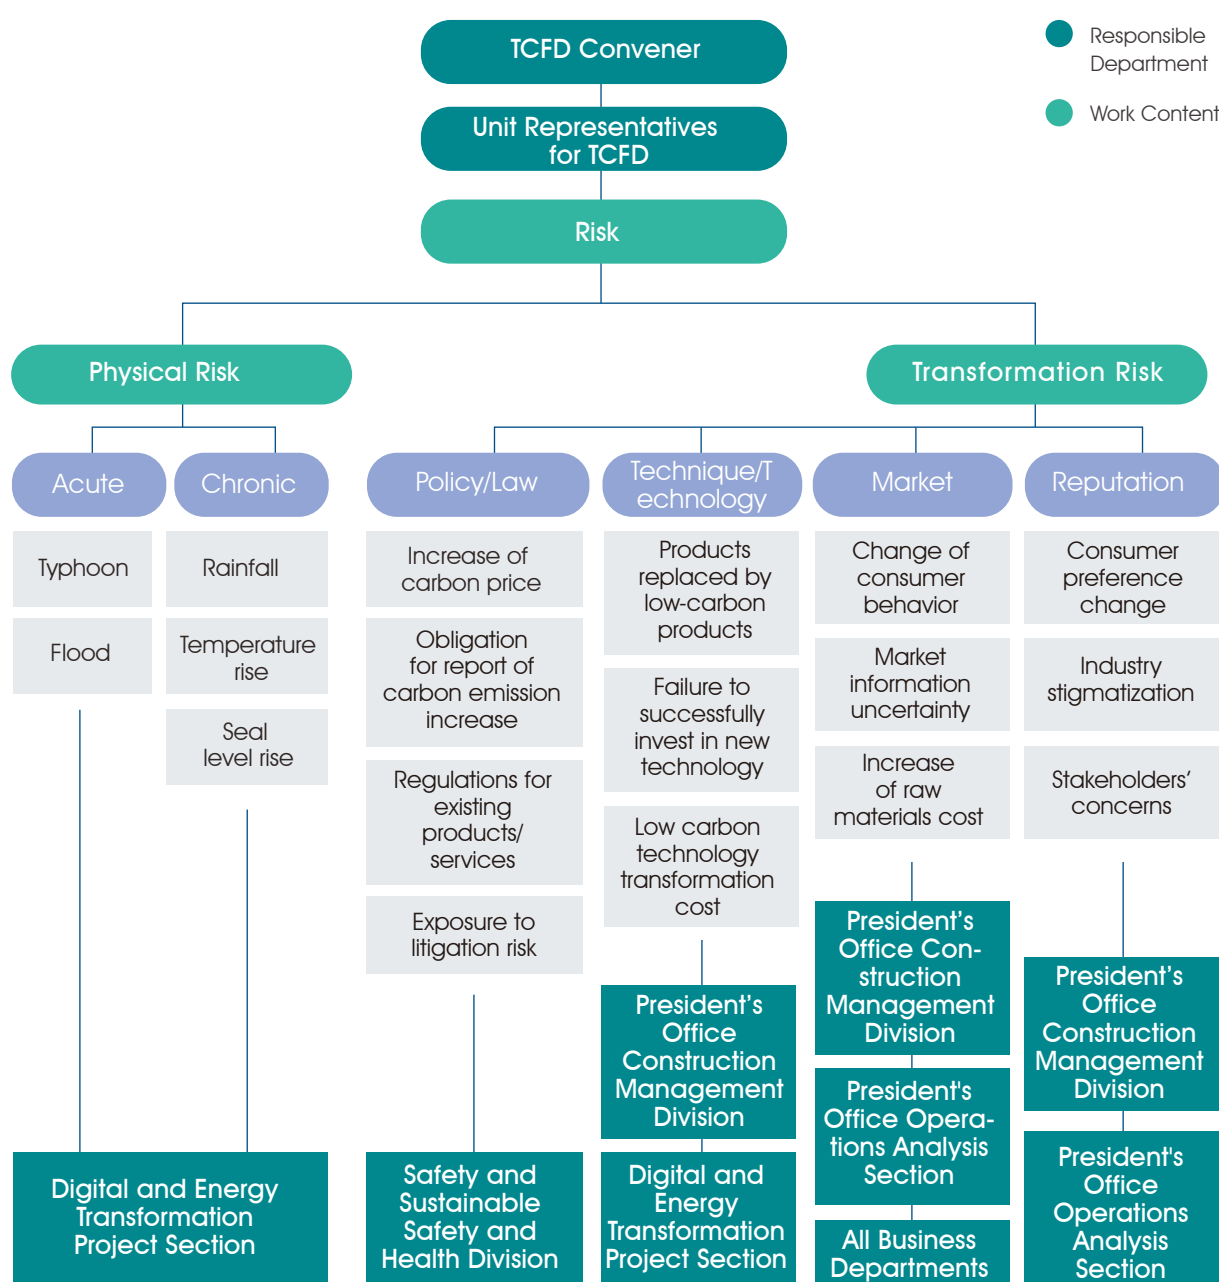 TCFD Convener
Responsible
Department
Work Content
Unit Representatives
for TCFD
Risk
Physical Risk
Transformation Risk
Acute
Chronic
Policy/Law
Technique/T
echnology
Market
Reputation
Typhoon
Flood
Rainfall
Temperature
rise
Seal
level rise
Increase of
carbon price
Obligation
for report of
carbon emission
increase
Regulations for
existing
products/
services
Exposure to
litigation risk
Products
replaced by
low-carbon
products
Failure to
successfully
invest in new
technology
Low carbon
technology
transformation
cost
Change of
consumer
behavior
Market
information
uncertainty
Increase
of raw
materials cost
Consumer
preference
change
Industry
stigmatization
Stakeholders’
concerns
Digital and Energy
Transformation
Project Section
Safety and
Sustainable
Safety and
Health Division
President’s
Office
Construction
Management
Division
Digital and
Energy
Transformation
Project Section
President’s
Office Con-
struction
Management
Division
President's
Office Opera-
tions Analysis
Section
All Business
Departments
President’s
Office
Construction
Management
Division
President's
Office
Operations
Analysis
Section